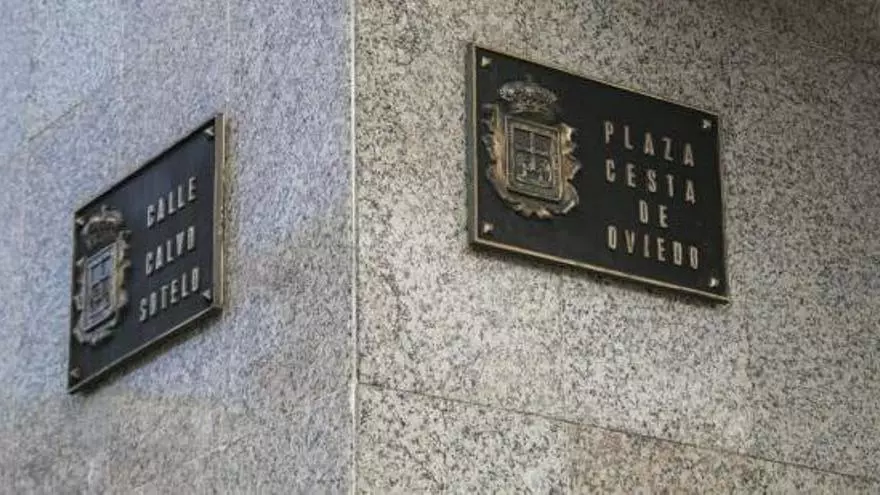 CALLE
CALVO
SOTELO
PLAZA
CESTA
DE
OVIEDO